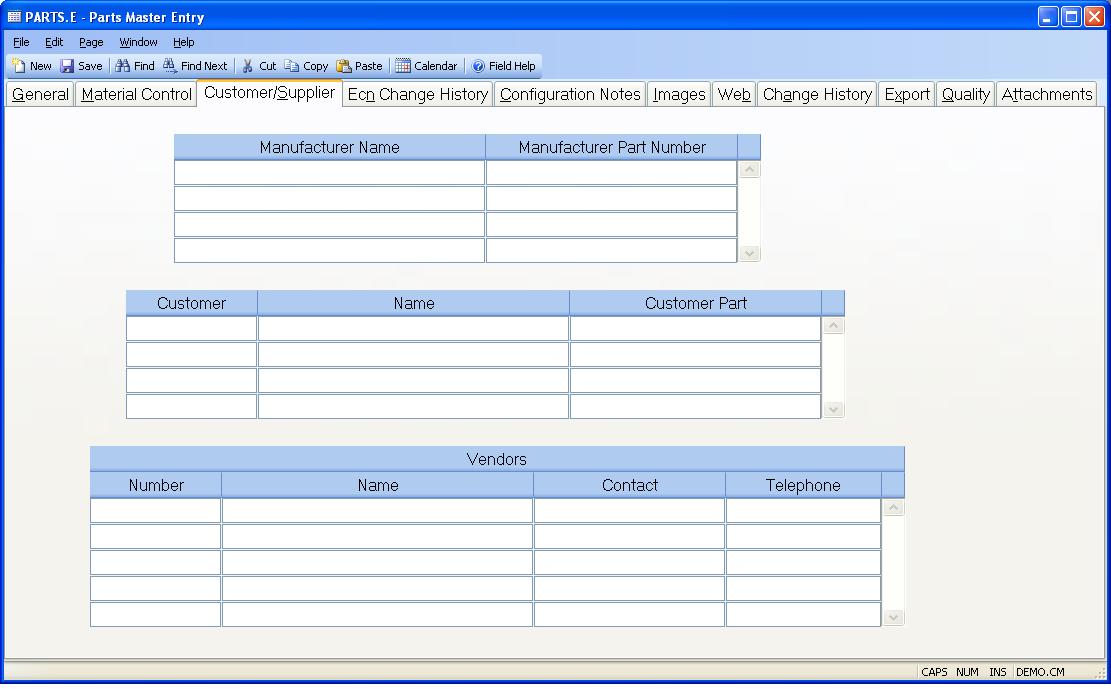 PARTS.E - Parts Master Entry
File Edit Page Window Help
New Save Find Find Next Cut Copy Paste Calendar Field Help
General Material Control Customer/Supplier Ecn Change History Configuration Notes Images Web Change History Export Quality Attachments
Manufacturer Name Manufacturer Part Number
Customer Name Customer Part
Vendors
Number Name Contact Telephone
CAPS NUM INS DEMO.CM